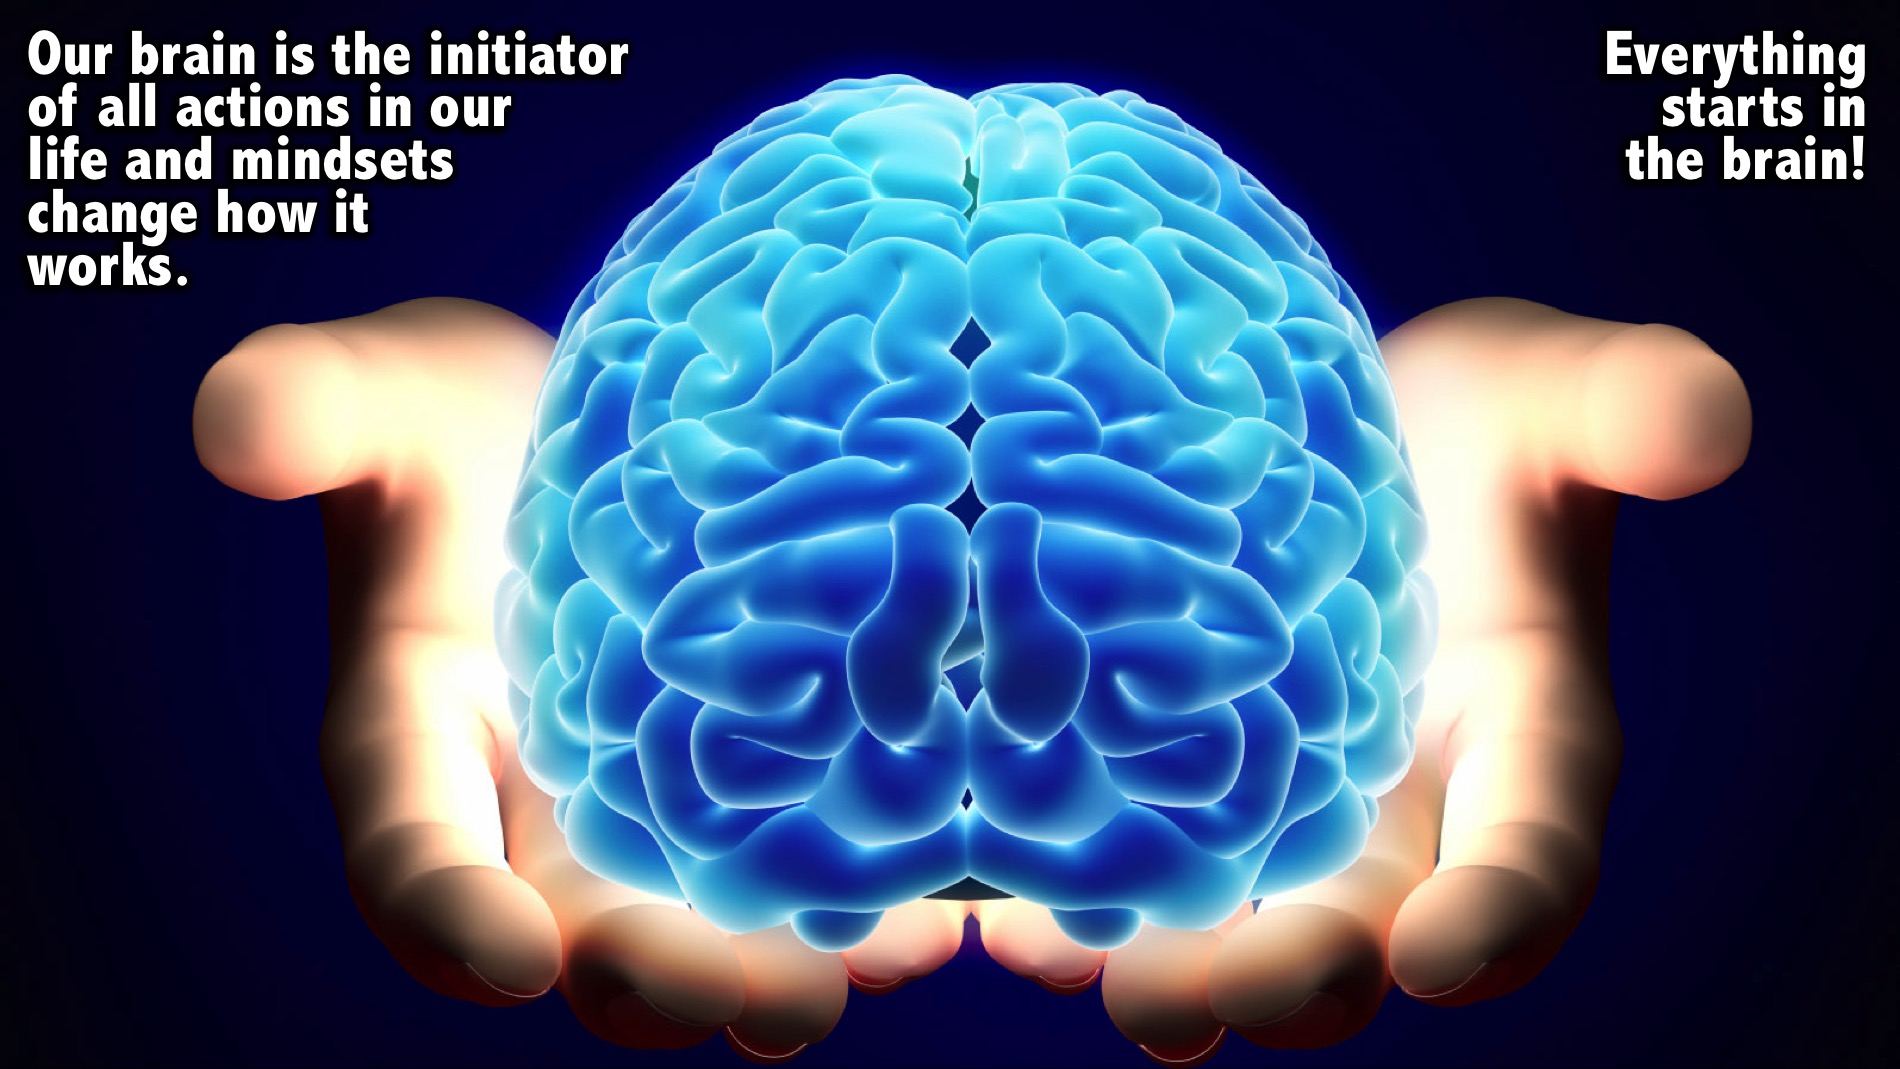 Our brain is the initiator
of all actions in our
life and mindsets
change how it
works.
Everything
starts in
the brain!